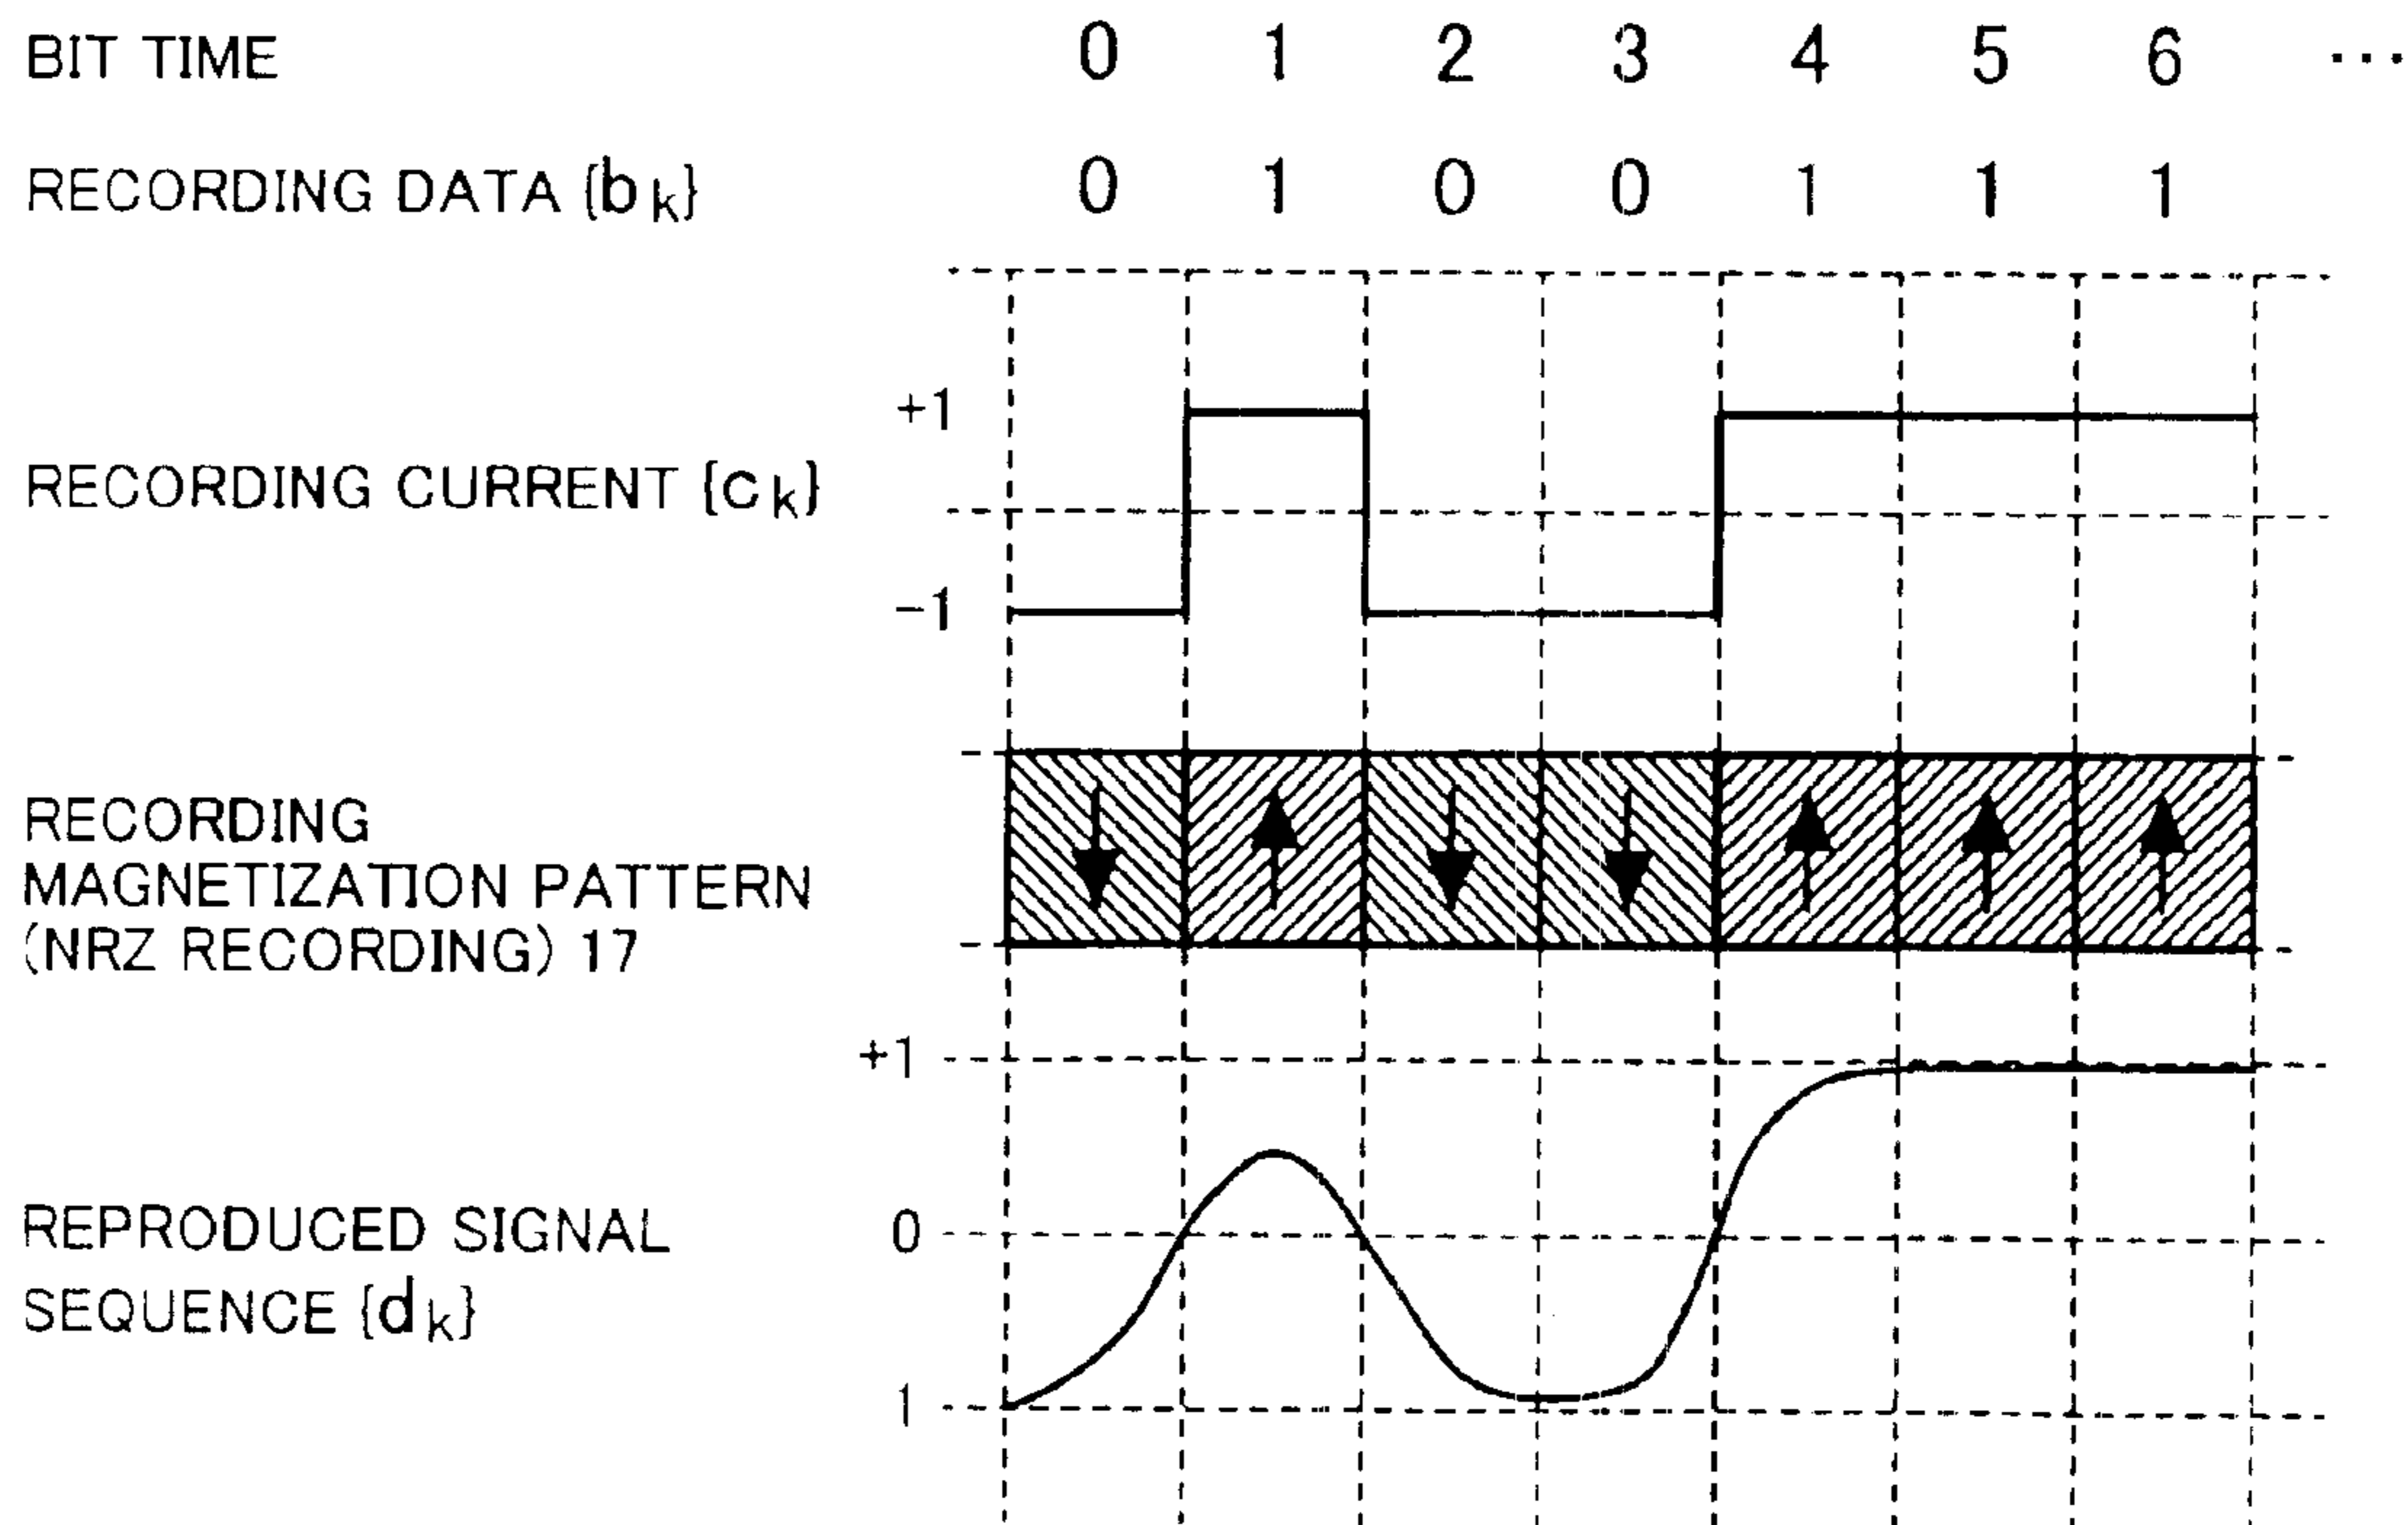 BIT TIME 0 1 2 3 4 5 6 ...
RECORDING DATA {bk} 0 1 0 0 1 1 1
+1
RECORDING CURRENT {ck}
-1
RECORDING
MAGNETIZATION PATTERN
(NRZ RECORDING) 17
+1
REPRODUCED SIGNAL 0
SEQUENCE {dk}
1